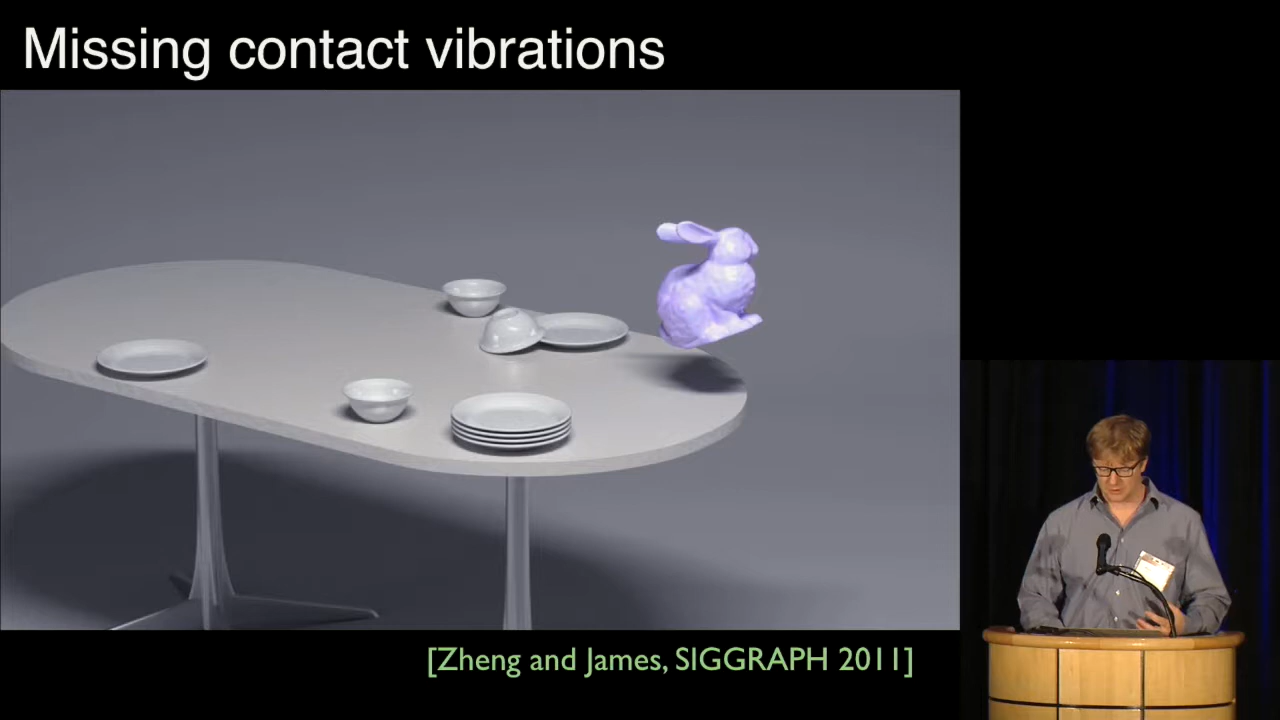 Missing contact vibrations
[Zheng and James, SIGGRAPH 2011]